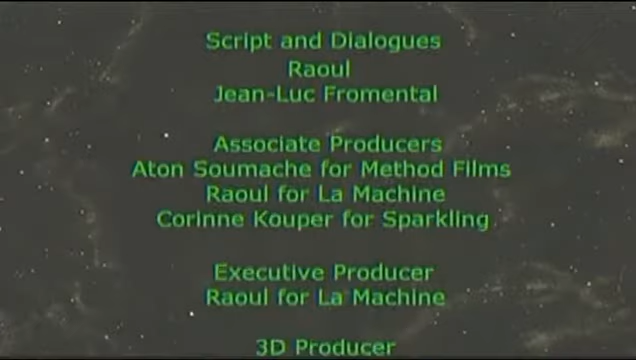 Script and Dialogues
Raoul
Jean-Luc Fromental
Associate Producers
Aton Soumache for Method Films
Raoul for La Machine
Corinne Kouper for Sparkling
Executive Producer
Raoul for La Machine
3D Producer